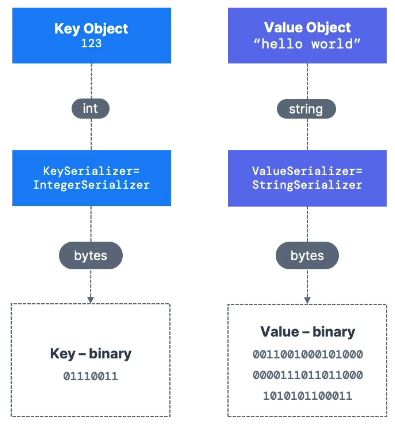 Key Object
123
int
KeySerializer=
IntegerSerializer
bytes
Key – binary
01110011
Value Object
“hello world”
string
ValueSerializer=
StringSerializer
bytes
Value – binary
0011001000101000
0000111011011000
1010101100011